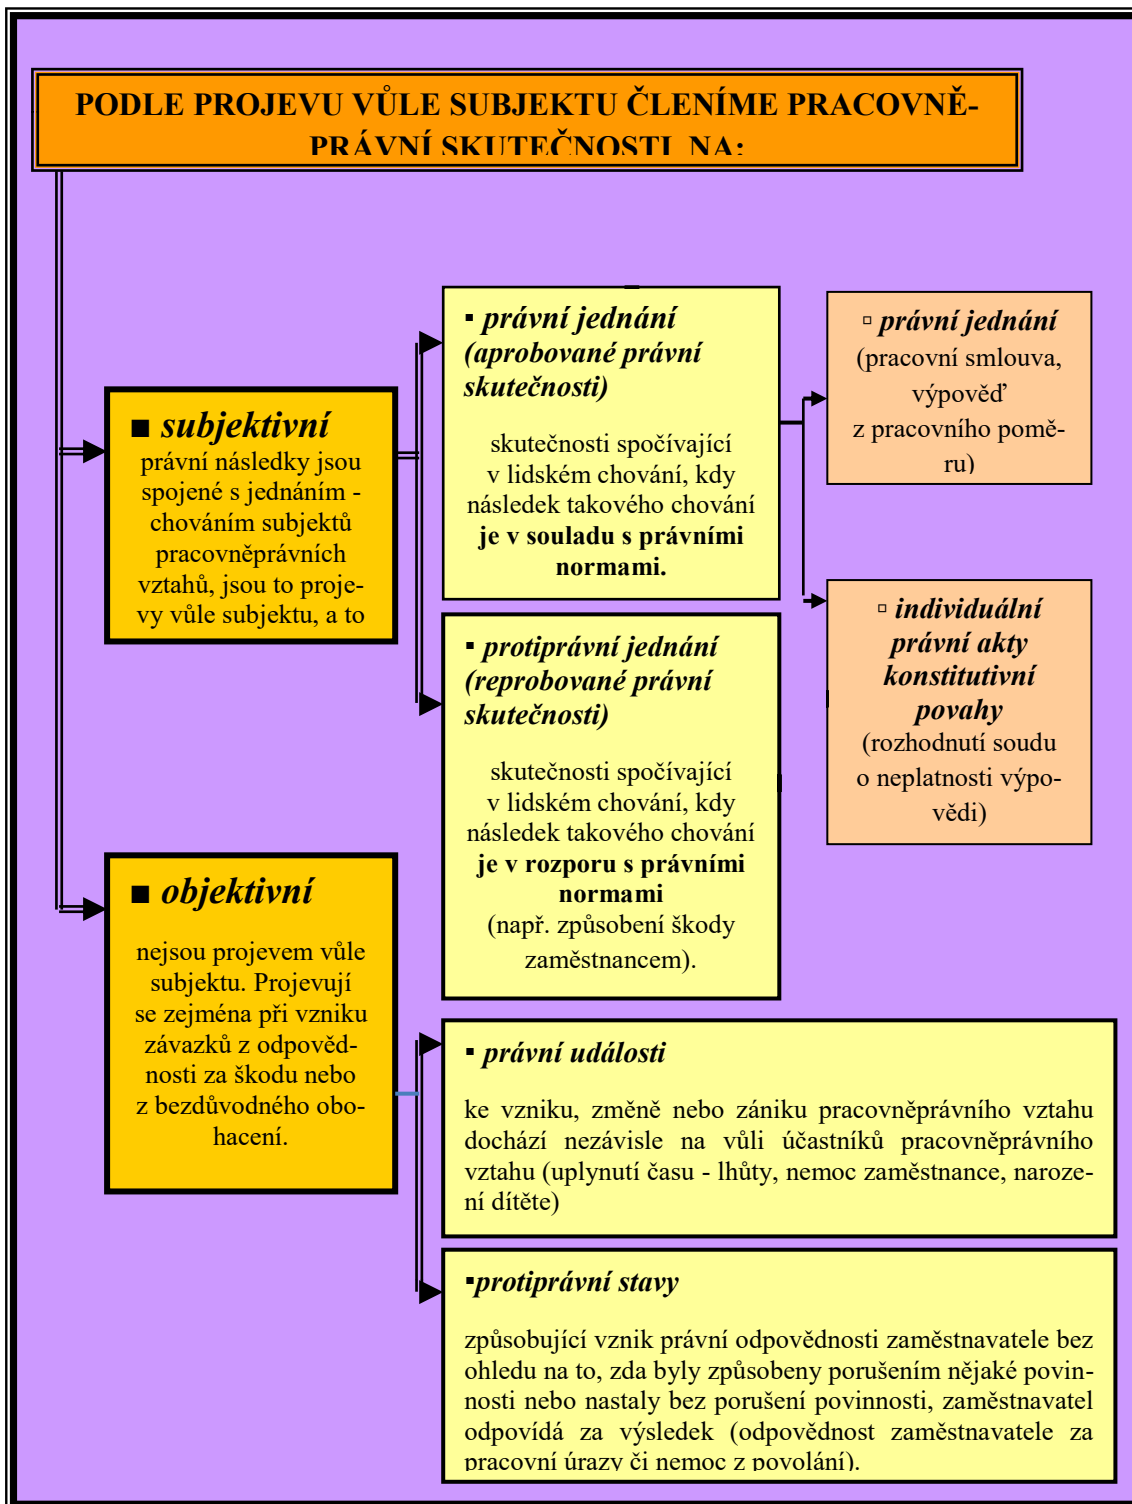 PODLE PROJEVU VŮLE SUBJEKTU ČLENÍME PRACOVNĚ-
PRÁVNÍ SKUTEČNOSTI NA:
■ subjektivní
právní následky jsou
spojené s jednáním -
chováním subjektů
pracovněprávních
vztahů, jsou to proje-
vy vůle subjektu, a to
▪ právní jednání
(aprobované právní
skutečnosti)
skutečnosti spočívající
v lidském chování, kdy
následek takového chování
je v souladu s právními
normami.
▫ právní jednání
(pracovní smlouva,
výpověď
z pracovního pomě-
ru)
▫ individuální
právní akty
konstitutivní
povahy
(rozhodnutí soudu
o neplatnosti výpo-
vědi)
▪ protiprávní jednání
(reprobované právní
skutečnosti)
skutečnosti spočívající
v lidském chování, kdy
následek takového chování
je v rozporu s právními
normami
(např. způsobení škody
zaměstnancem).
■ objektivní
nejsou projevem vůle
subjektu. Projevují
se zejména při vzniku
závazků z odpověd-
nosti za škodu nebo
z bezdůvodného obo-
hacení.
▪ právní události
ke vzniku, změně nebo zániku pracovněprávního vztahu
dochází nezávisle na vůli účastníků pracovněprávního
vztahu (uplynutí času - lhůty, nemoc zaměstnance, naroze-
ní dítěte)
▪protiprávní stavy
způsobující vznik právní odpovědnosti zaměstnavatele bez
ohledu na to, zda byly způsobeny porušením nějaké povin-
nosti nebo nastaly bez porušení povinnosti, zaměstnavatel
odpovídá za výsledek (odpovědnost zaměstnavatele za
pracovní úrazy či nemoc z povolání).